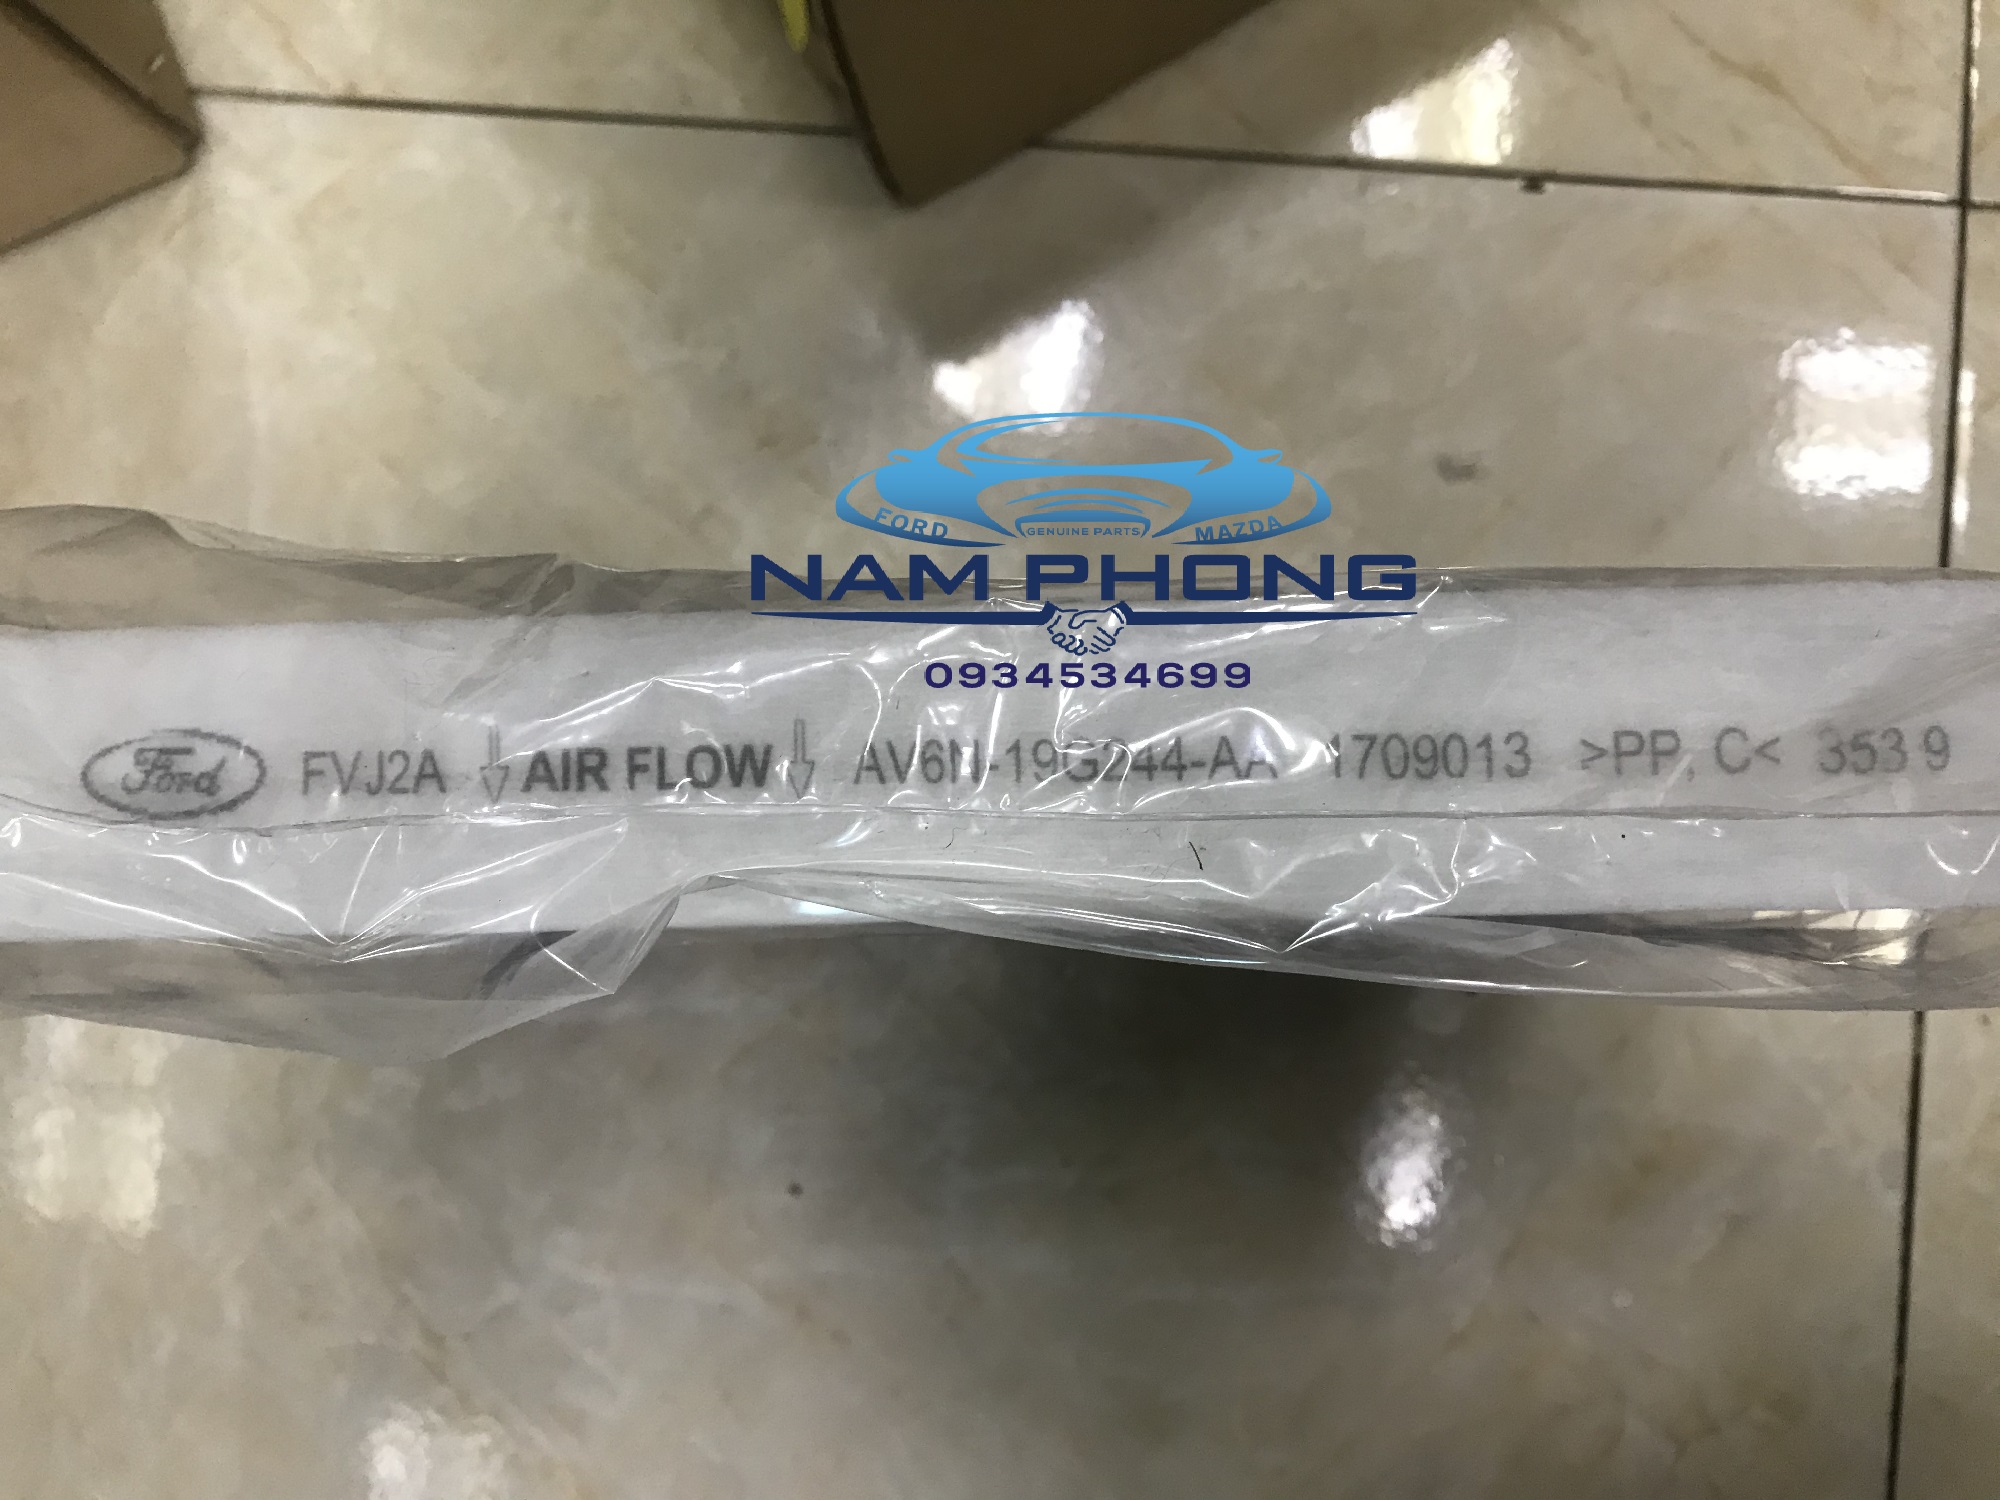 FORD GENUINE PARTS MAZDA
NAM PHONG
0934534699
Ford FVJ2A AIR FLOW AV6N-19G244-AA 1709013 >PP, C< 353 9